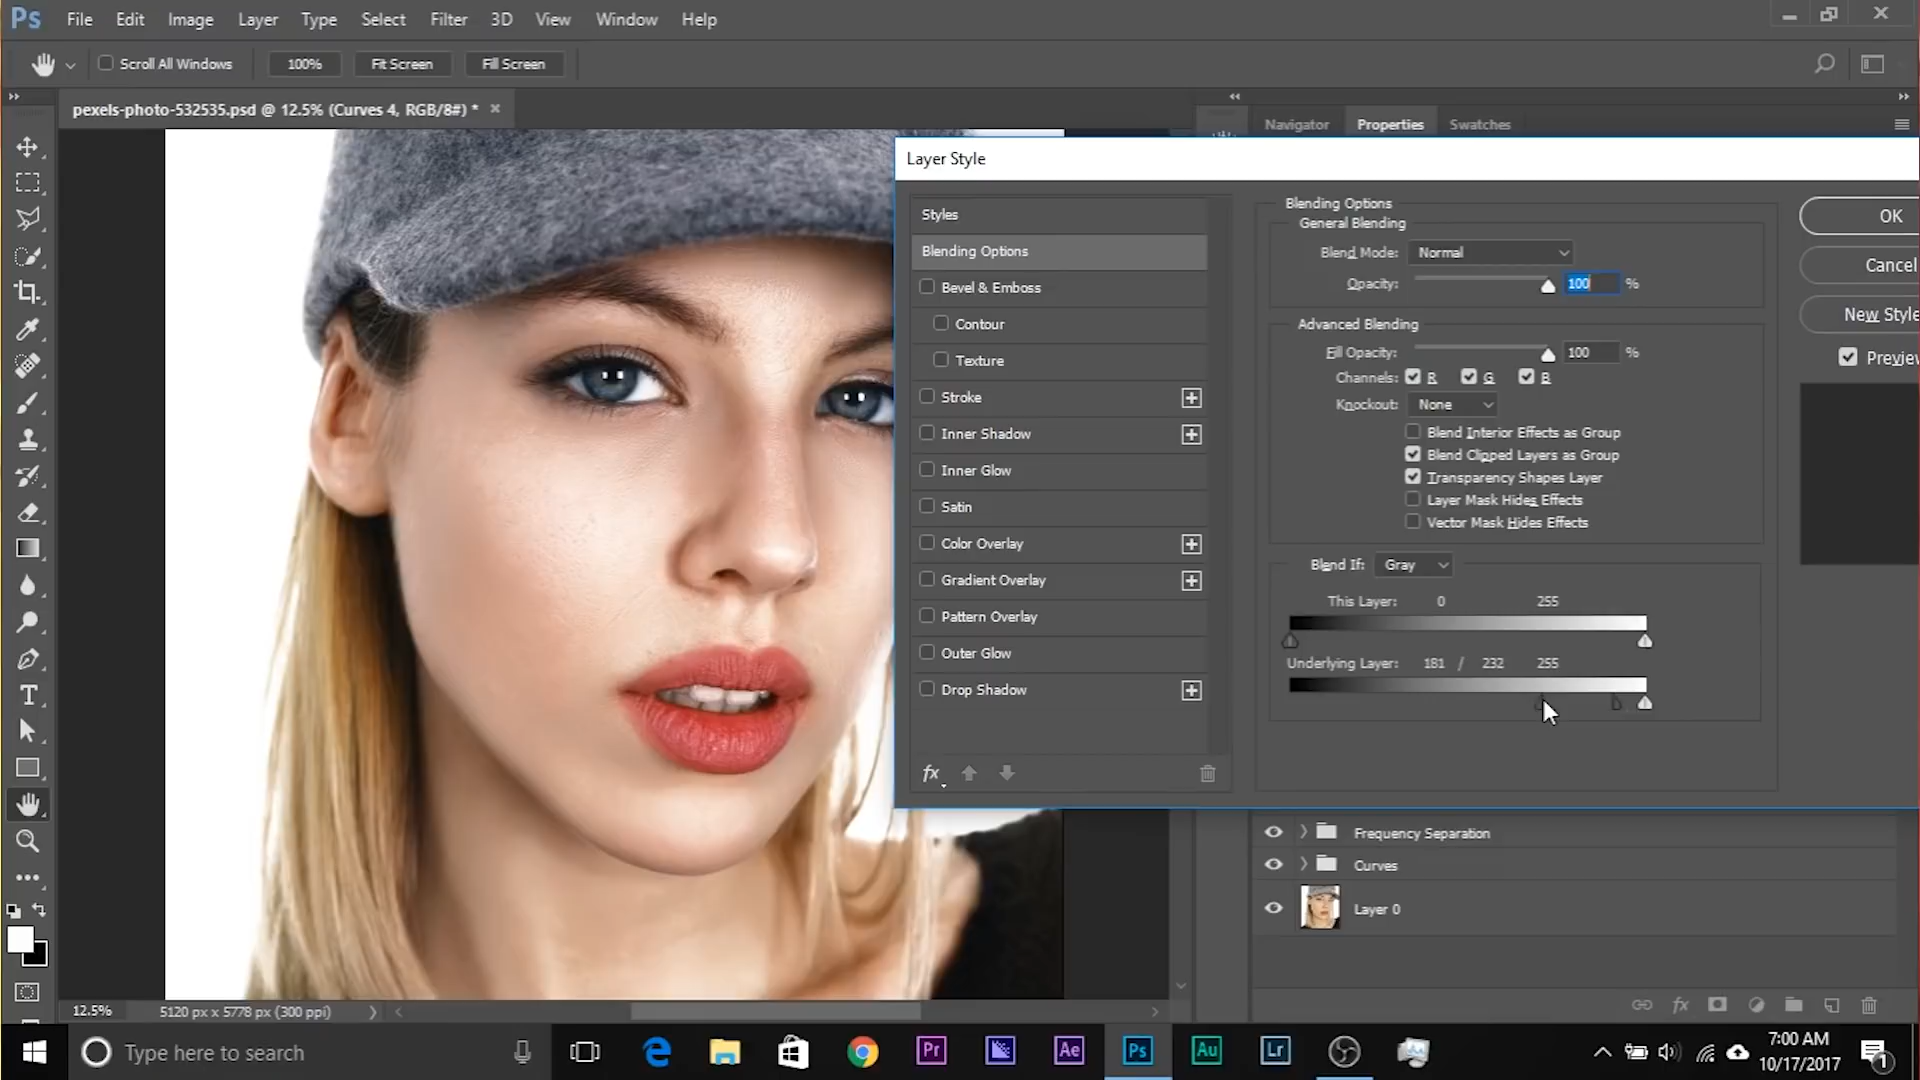 Ps File Edit Image Layer Type Select Filter 3D View Window Help
Scroll All Windows 100% Fit Screen Fill Screen
pexels-photo-532535.psd @ 12.5% (Curves 4, RGB/8#) *
Navigator Properties Swatches
Layer Style
Styles
Blending Options
Bevel & Emboss
Contour
Texture
Stroke
Inner Shadow
Inner Glow
Satin
Color Overlay
Gradient Overlay
Pattern Overlay
Outer Glow
Drop Shadow
fx
Blending Options
General Blending
Blend Mode: Normal
Opacity: 100 %
Advanced Blending
Fill Opacity: 100 %
Channels: R G B
Knockout: None
Blend Interior Effects as Group
Blend Clipped Layers as Group
Transparency Shapes Layer
Layer Mask Hides Effects
Vector Mask Hides Effects
Blend If: Gray
This Layer: 0 255
Underlying Layer: 181 / 232 255
OK
Cancel
New Style
Preview
T
Frequency Separation
Curves
Layer 0
fx
12.5% 5120 px x 5778 px (300 ppi)
Type here to search
Pr Ae Ps Au Lr
7:00 AM
10/17/2017
1